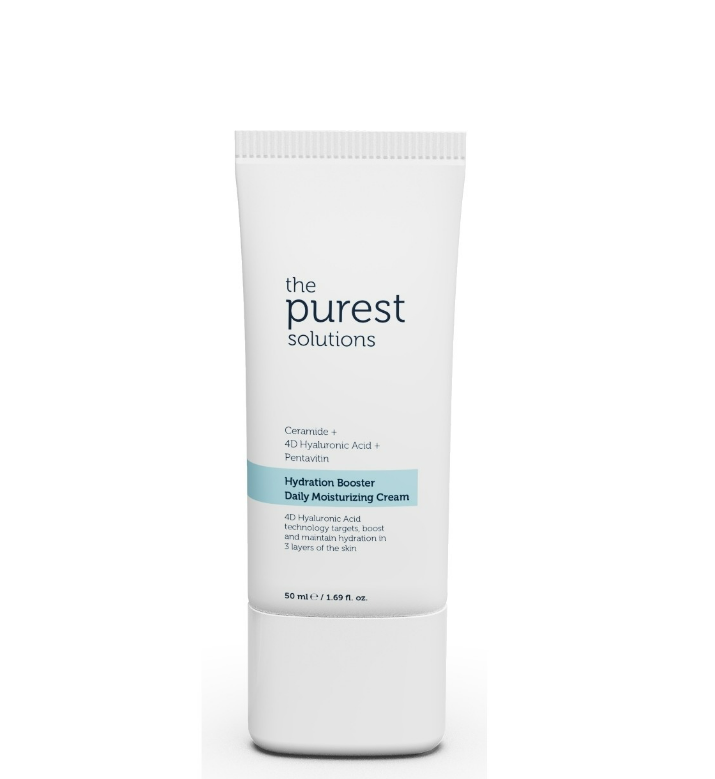 the
purest
solutions
Ceramide +
4D Hyaluronic Acid +
Pentavitin
Hydration Booster
Daily Moisturizing Cream
4D Hyaluronic Acid
technology targets, boost
and maintain hydration in
3 layers of the skin
50 ml ℮ / 1.69 fl. oz.